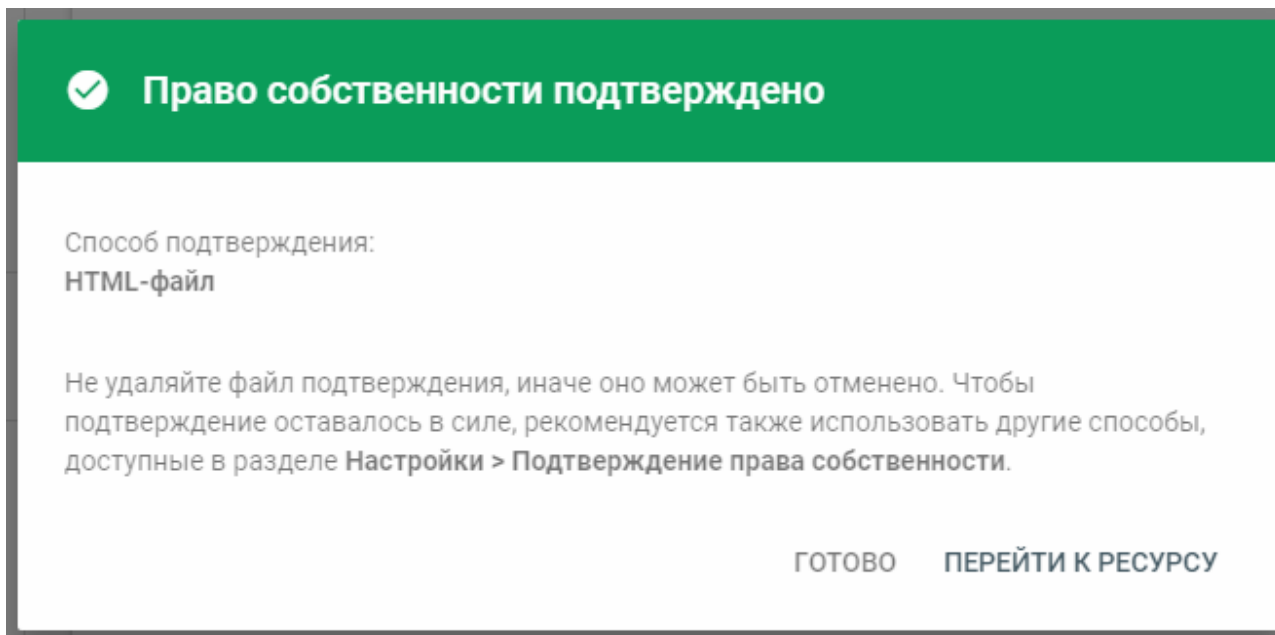 Право собственности подтверждено
Способ подтверждения:
HTML-файл
Не удаляйте файл подтверждения, иначе оно может быть отменено. Чтобы
подтверждение оставалось в силе, рекомендуется также использовать другие способы,
доступные в разделе Настройки > Подтверждение права собственности.
ГОТОВО ПЕРЕЙТИ К РЕСУРСУ